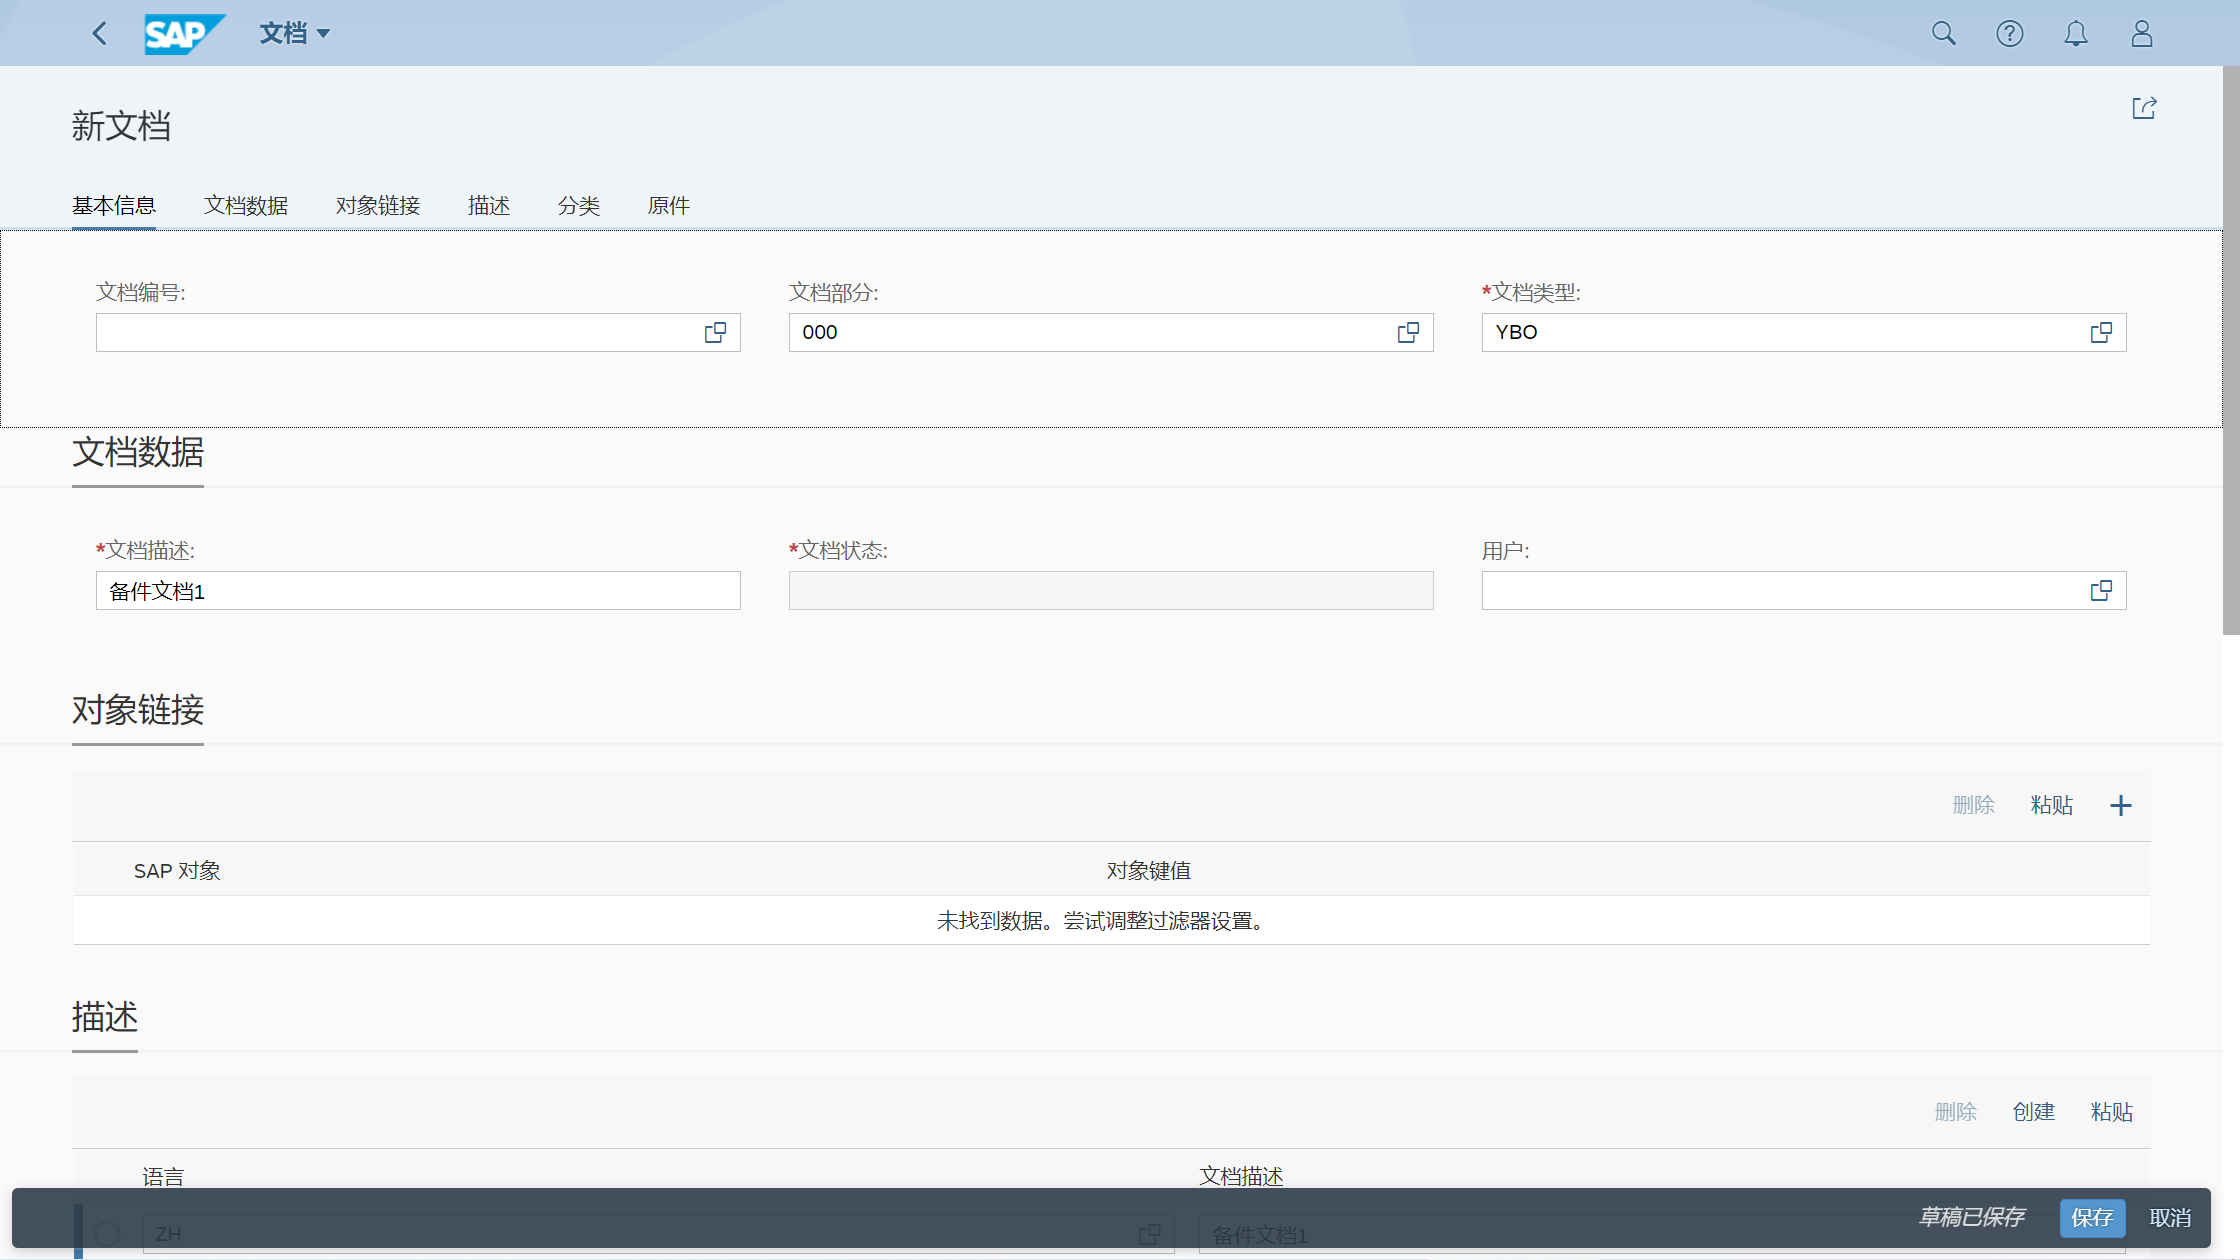 SAP 文档
新文档
基本信息 文档数据 对象链接 描述 分类 原件
文档编号: 文档部分: *文档类型:
000 YBO
文档数据
*文档描述: *文档状态: 用户:
备件文档1
对象链接
删除 粘贴
SAP 对象 对象键值
未找到数据。尝试调整过滤器设置。
描述
删除 创建 粘贴
语言 文档描述
草稿已保存 保存 取消
ZH 备件文档1